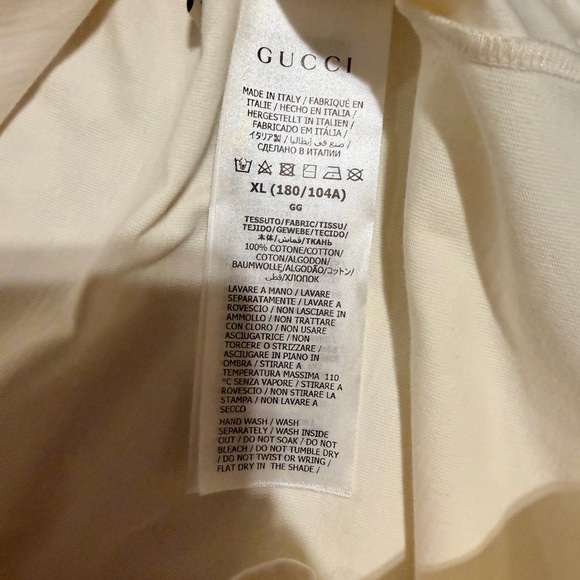 GUCCI
MADE IN ITALY / FABRIQUÉ EN
ITALIE / HECHO EN ITALIA /
HERGESTELLT IN ITALIEN /
FABRICADO EM ITÁLIA /
イタリア製 / صنع في إيطاليا /
СДЕЛАНО В ИТАЛИИ
XL (180/104A)
GG
TESSUTO/FABRIC/TISSU/
TEJIDO/GEWEBE/TECIDO/
本体/قماش/ТКАНЬ
100% COTONE/COTTON/
COTON/ALGODON/
BAUMWOLLE/ALGODÃO/コットン/
قطن/ХЛОПОК
LAVARE A MANO / LAVARE
SEPARATAMENTE / LAVARE A
ROVESCIO / NON LASCIARE IN
AMMOLLO / NON TRATTARE
CON CLORO / NON USARE
ASCIUGATRICE / NON
TORCERE O STRIZZARE /
ASCIUGARE IN PIANO IN
OMBRA / STIRARE A
TEMPERATURA MASSIMA 110
°C SENZA VAPORE / STIRARE A
ROVESCIO / NON STIRARE LA
STAMPA / NON LAVARE A
SECCO
HAND WASH / WASH
SEPARATELY / WASH INSIDE
OUT / DO NOT SOAK / DO NOT
BLEACH / DO NOT TUMBLE DRY
/ DO NOT TWIST OR WRING /
FLAT DRY IN THE SHADE /